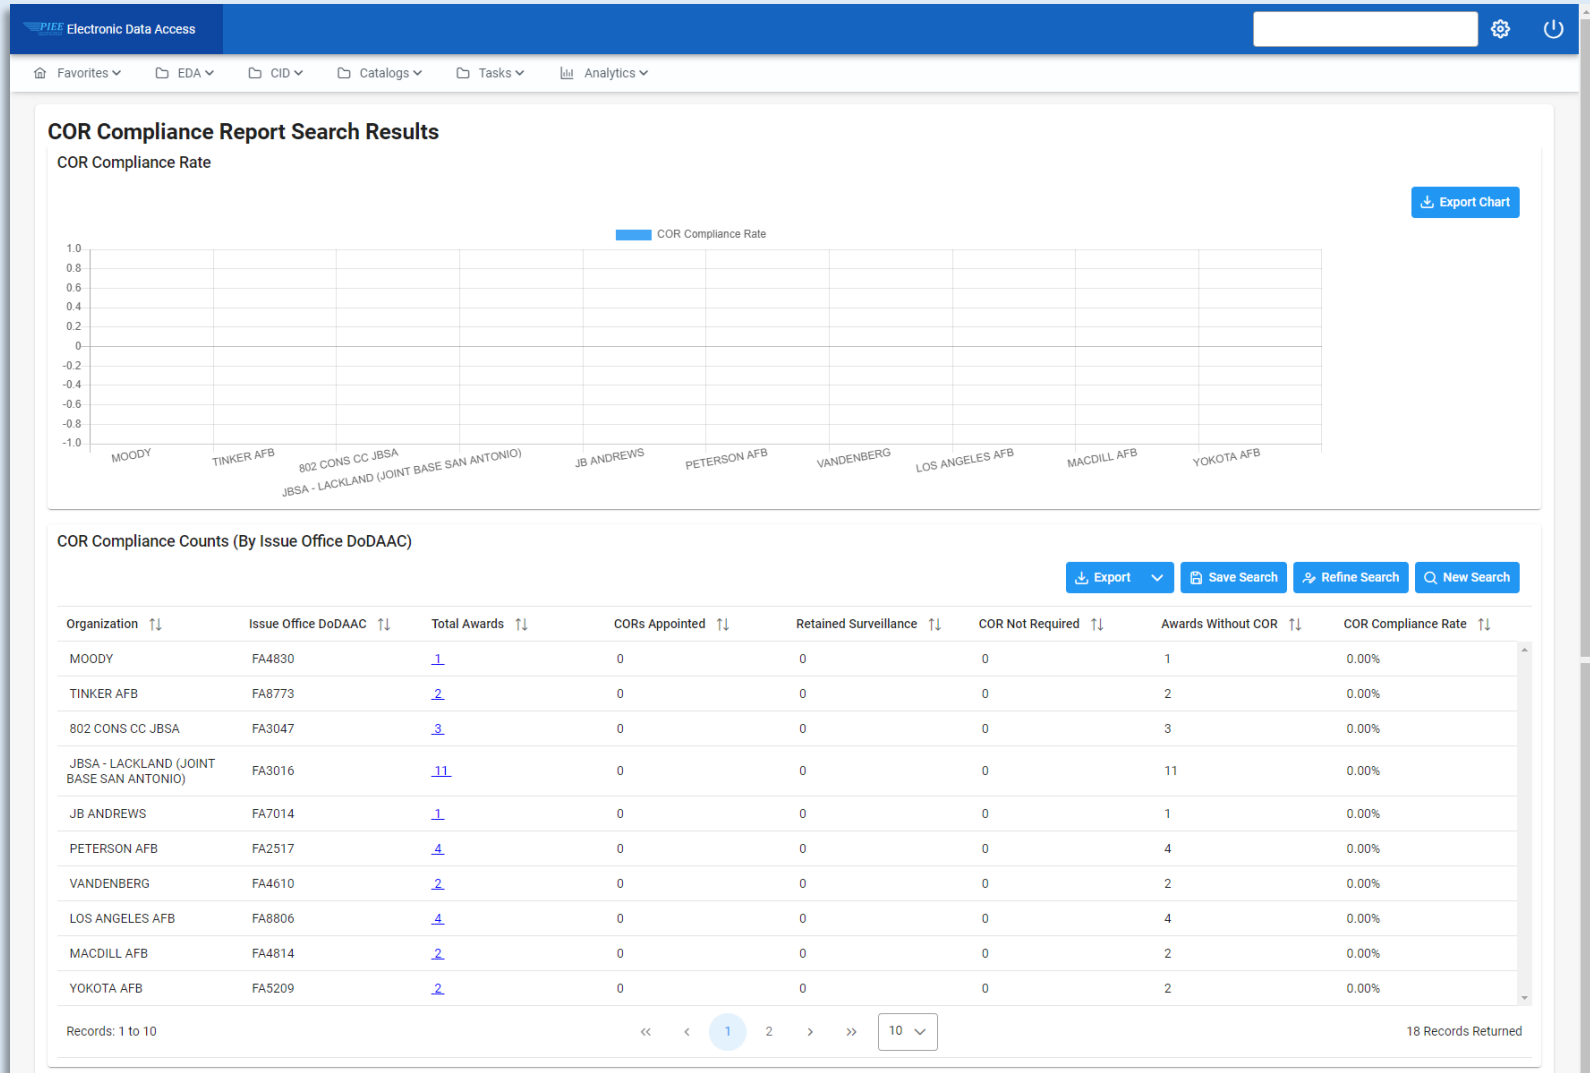 PIEE Electronic Data Access
Favorites EDA CID Catalogs Tasks Analytics
COR Compliance Report Search Results
COR Compliance Rate
Export Chart
COR Compliance Rate
1.0
0.8
0.6
0.4
0.2
0
-0.2
-0.4
-0.6
-0.8
-1.0
MOODY
TINKER AFB
802 CONS CC JBSA
JBSA - LACKLAND (JOINT BASE SAN ANTONIO)
JB ANDREWS
PETERSON AFB
VANDENBERG
LOS ANGELES AFB
MACDILL AFB
YOKOTA AFB
COR Compliance Counts (By Issue Office DoDAAC)
Export Save Search Refine Search New Search
Organization Issue Office DoDAAC Total Awards CORs Appointed Retained Surveillance COR Not Required Awards Without COR COR Compliance Rate
MOODY FA4830 1 0 0 0 1 0.00%
TINKER AFB FA8773 2 0 0 0 2 0.00%
802 CONS CC JBSA FA3047 3 0 0 0 3 0.00%
JBSA - LACKLAND (JOINT
BASE SAN ANTONIO) FA3016 11 0 0 0 11 0.00%
JB ANDREWS FA7014 1 0 0 0 1 0.00%
PETERSON AFB FA2517 4 0 0 0 4 0.00%
VANDENBERG FA4610 2 0 0 0 2 0.00%
LOS ANGELES AFB FA8806 4 0 0 0 4 0.00%
MACDILL AFB FA4814 2 0 0 0 2 0.00%
YOKOTA AFB FA5209 2 0 0 0 2 0.00%
Records: 1 to 10 « ‹ 1 2 › » 10 18 Records Returned